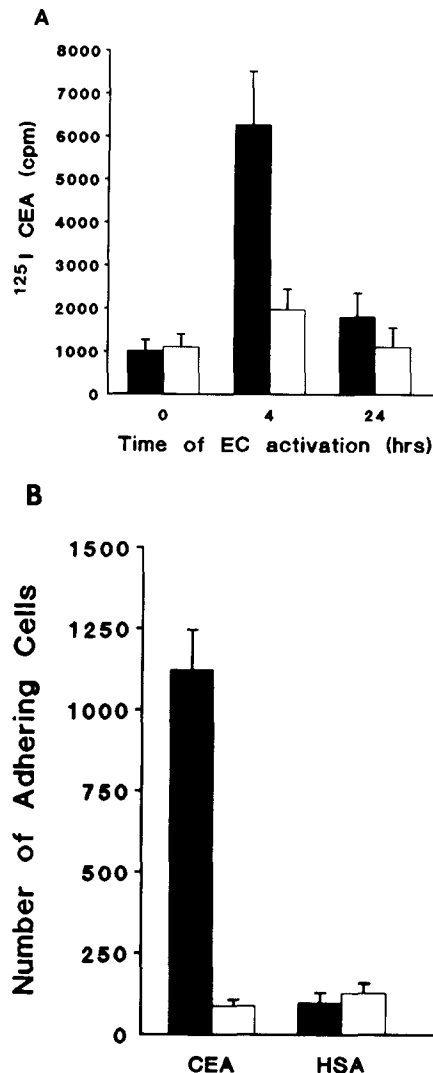 A
8000
7000
6000
5000
4000
3000
2000
1000
0
125I CEA (cpm)
0 4 24
Time of EC activation (hrs)
B
1500
1250
1000
750
500
250
0
Number of Adhering Cells
CEA HSA